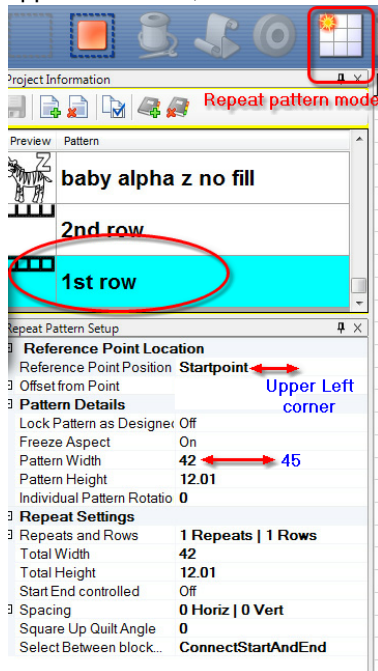 Project Information
Repeat pattern mode
Preview Pattern
Z
baby alpha z no fill
2nd row
1st row
Repeat Pattern Setup
Reference Point Location
Reference Point Position Startpoint
Upper Left
corner
Offset from Point
Pattern Details
Lock Pattern as Designec Off
Freeze Aspect On
Pattern Width 42 45
Pattern Height 12.01
Individual Pattern Rotatio 0
Repeat Settings
Repeats and Rows 1 Repeats | 1 Rows
Total Width 42
Total Height 12.01
Start End controlled Off
Spacing 0 Horiz | 0 Vert
Square Up Quilt Angle 0
Select Between block... ConnectStartAndEnd